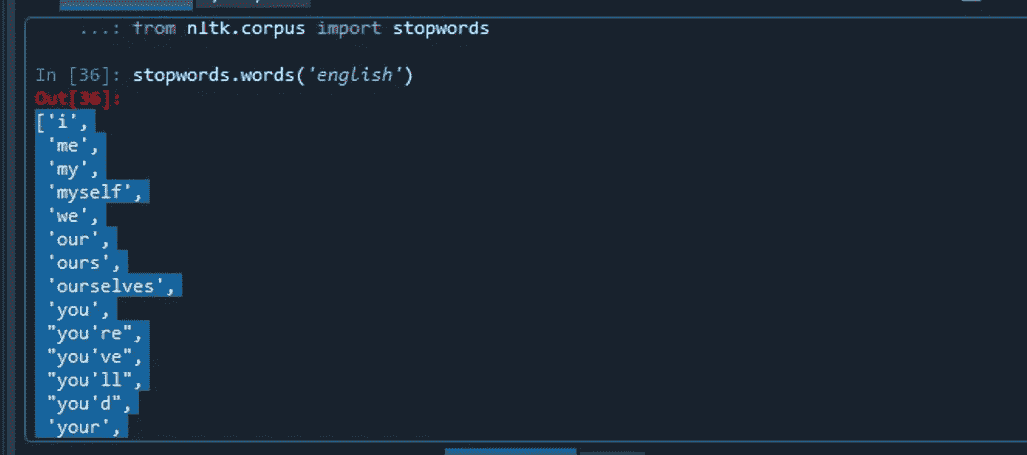 ...: from nltk.corpus import stopwords
In [36]: stopwords.words('english')
Out[36]:
['i',
'me',
'my',
'myself',
'we',
'our',
'ours',
'ourselves',
'you',
"you're",
"you've",
"you'll",
"you'd",
'your',